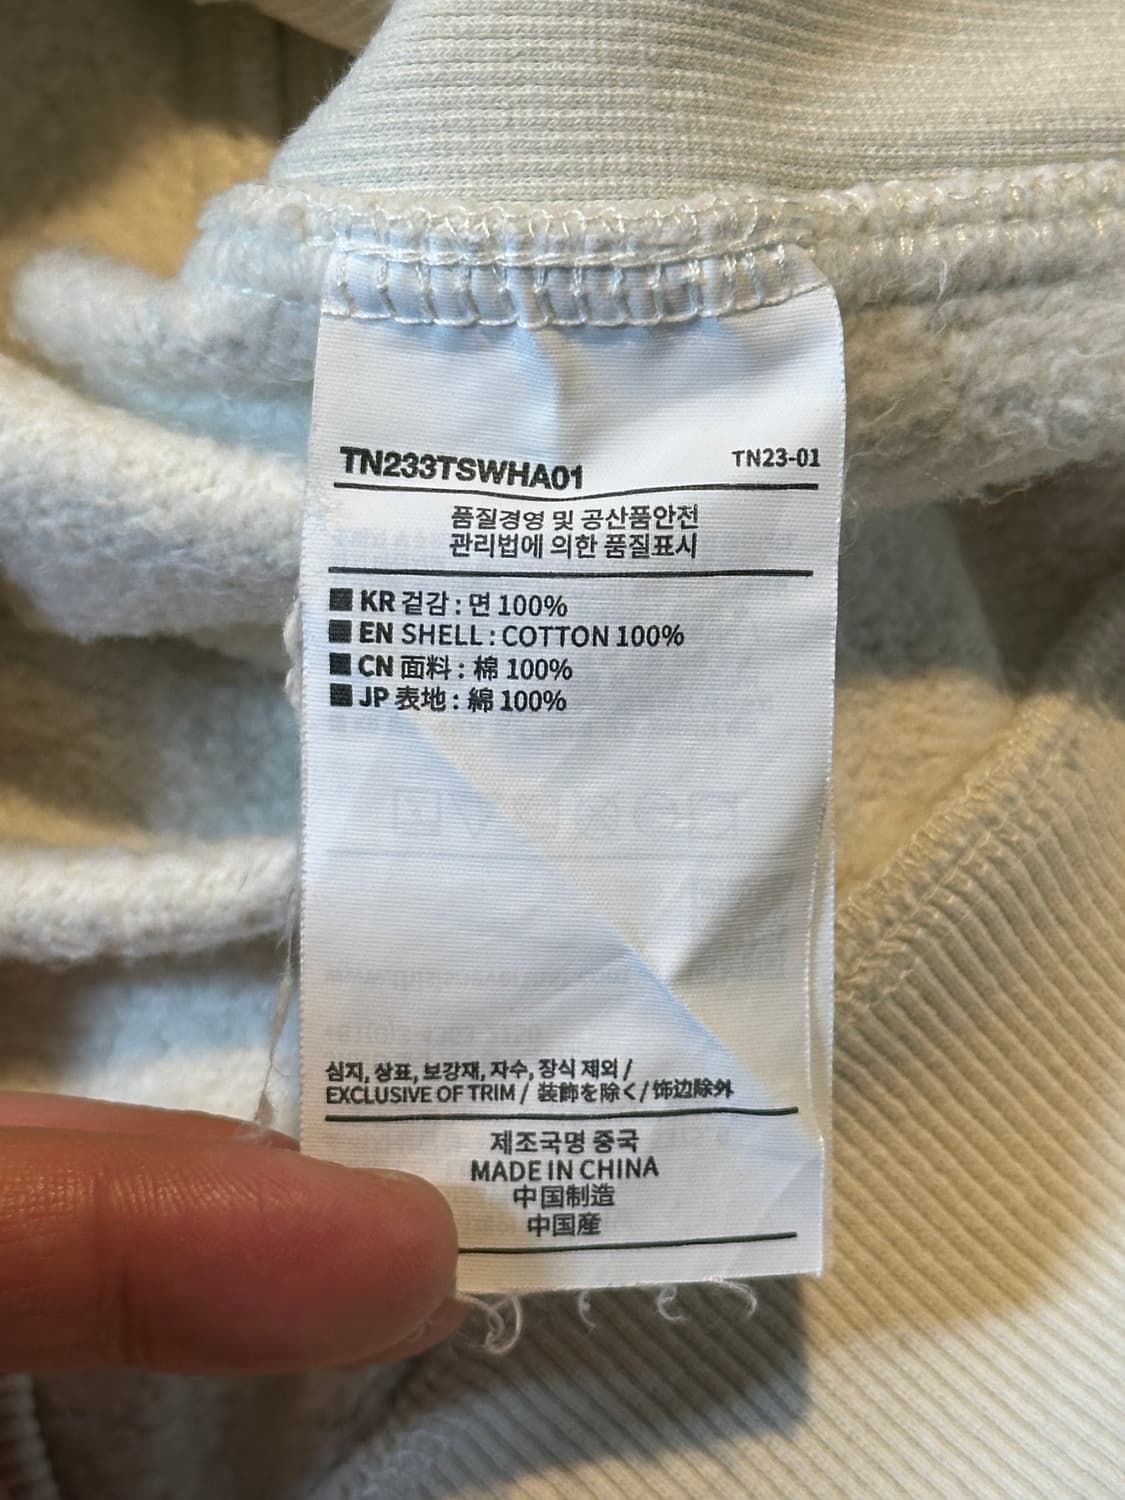 TN233TSWHA01 TN23-01
품질경영 및 공산품안전
관리법에 의한 품질표시
KR 겉감 : 면 100%
EN SHELL : COTTON 100%
CN 面料 : 棉 100%
JP 表地 : 綿 100%
심지, 상표, 보강재, 자수, 장식 제외 /
EXCLUSIVE OF TRIM / 装飾を除く / 饰边除外
제조국명 중국
MADE IN CHINA
中国制造
中国産